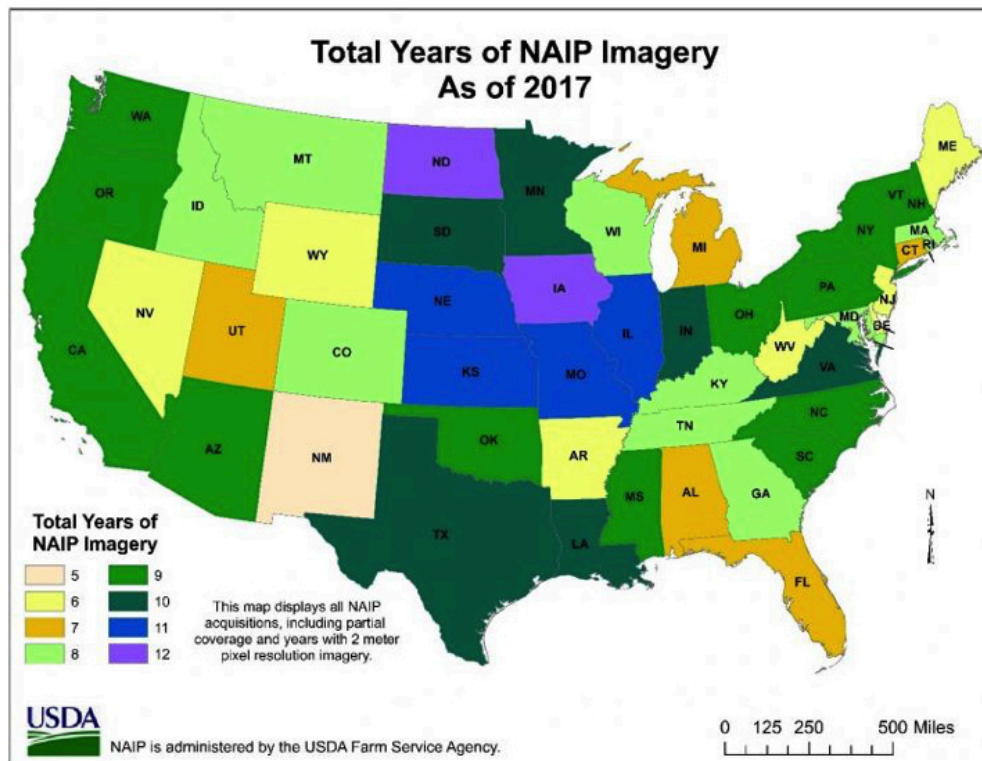 Total Years of NAIP Imagery
As of 2017
WA
OR
CA
ID
NV
MT
WY
UT
AZ
CO
NM
ND
SD
NE
KS
OK
TX
MN
IA
MO
AR
LA
WI
IL
MI
IN
OH
KY
TN
MS
AL
GA
FL
SC
NC
VA
WV
MD
DE
PA
NJ
NY
CT
RI
MA
VT
NH
ME
N
Total Years of
NAIP Imagery
5
6
7
8
9
10
11
12
This map displays all NAIP
acquisitions, including partial
coverage and years with 2 meter
pixel resolution imagery.
USDA
NAIP is administered by the USDA Farm Service Agency.
0 125 250 500 Miles